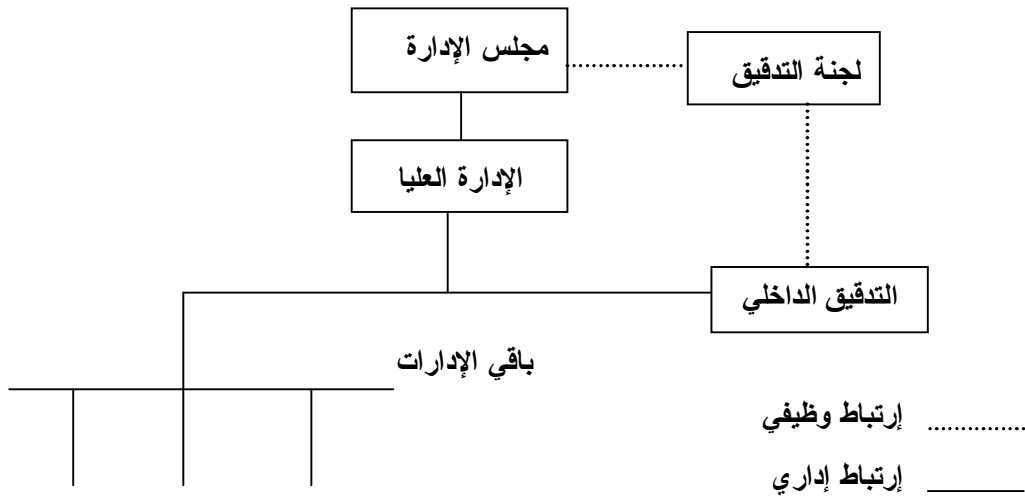 مجلس الإدارة
لجنة التدقيق
الإدارة العليا
التدقيق الداخلي
باقي الإدارات
إرتباط وظيفي
إرتباط إداري